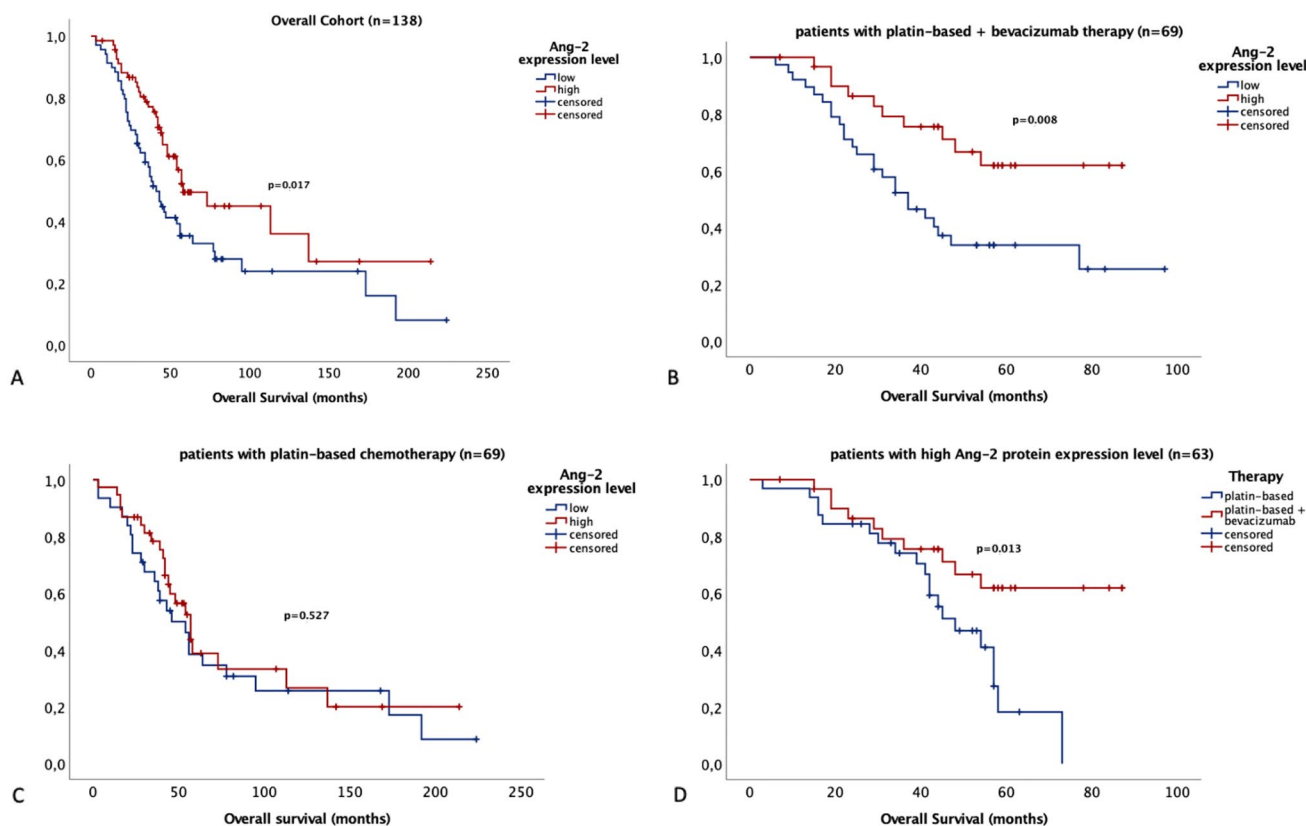 Overall Cohort (n=138)
1,0
0,8
0,6
0,4
0,2
0,0
0 50 100 150 200 250
Overall Survival (months)
p=0.017
Ang-2
expression level
low
high
censored
censored
A
patients with platin-based + bevacizumab therapy (n=69)
1,0
0,8
0,6
0,4
0,2
0,0
0 20 40 60 80 100
Overall Survival (months)
p=0.008
Ang-2
expression level
low
high
censored
censored
B
patients with platin-based chemotherapy (n=69)
1,0
0,8
0,6
0,4
0,2
0,0
0 50 100 150 200 250
Overall survival (months)
p=0.527
Ang-2
expression level
low
high
censored
censored
C
patients with high Ang-2 protein expression level (n=63)
1,0
0,8
0,6
0,4
0,2
0,0
0 20 40 60 80 100
Overall Survival (months)
p=0.013
Therapy
platin-based
platin-based +
bevacizumab
censored
censored
D